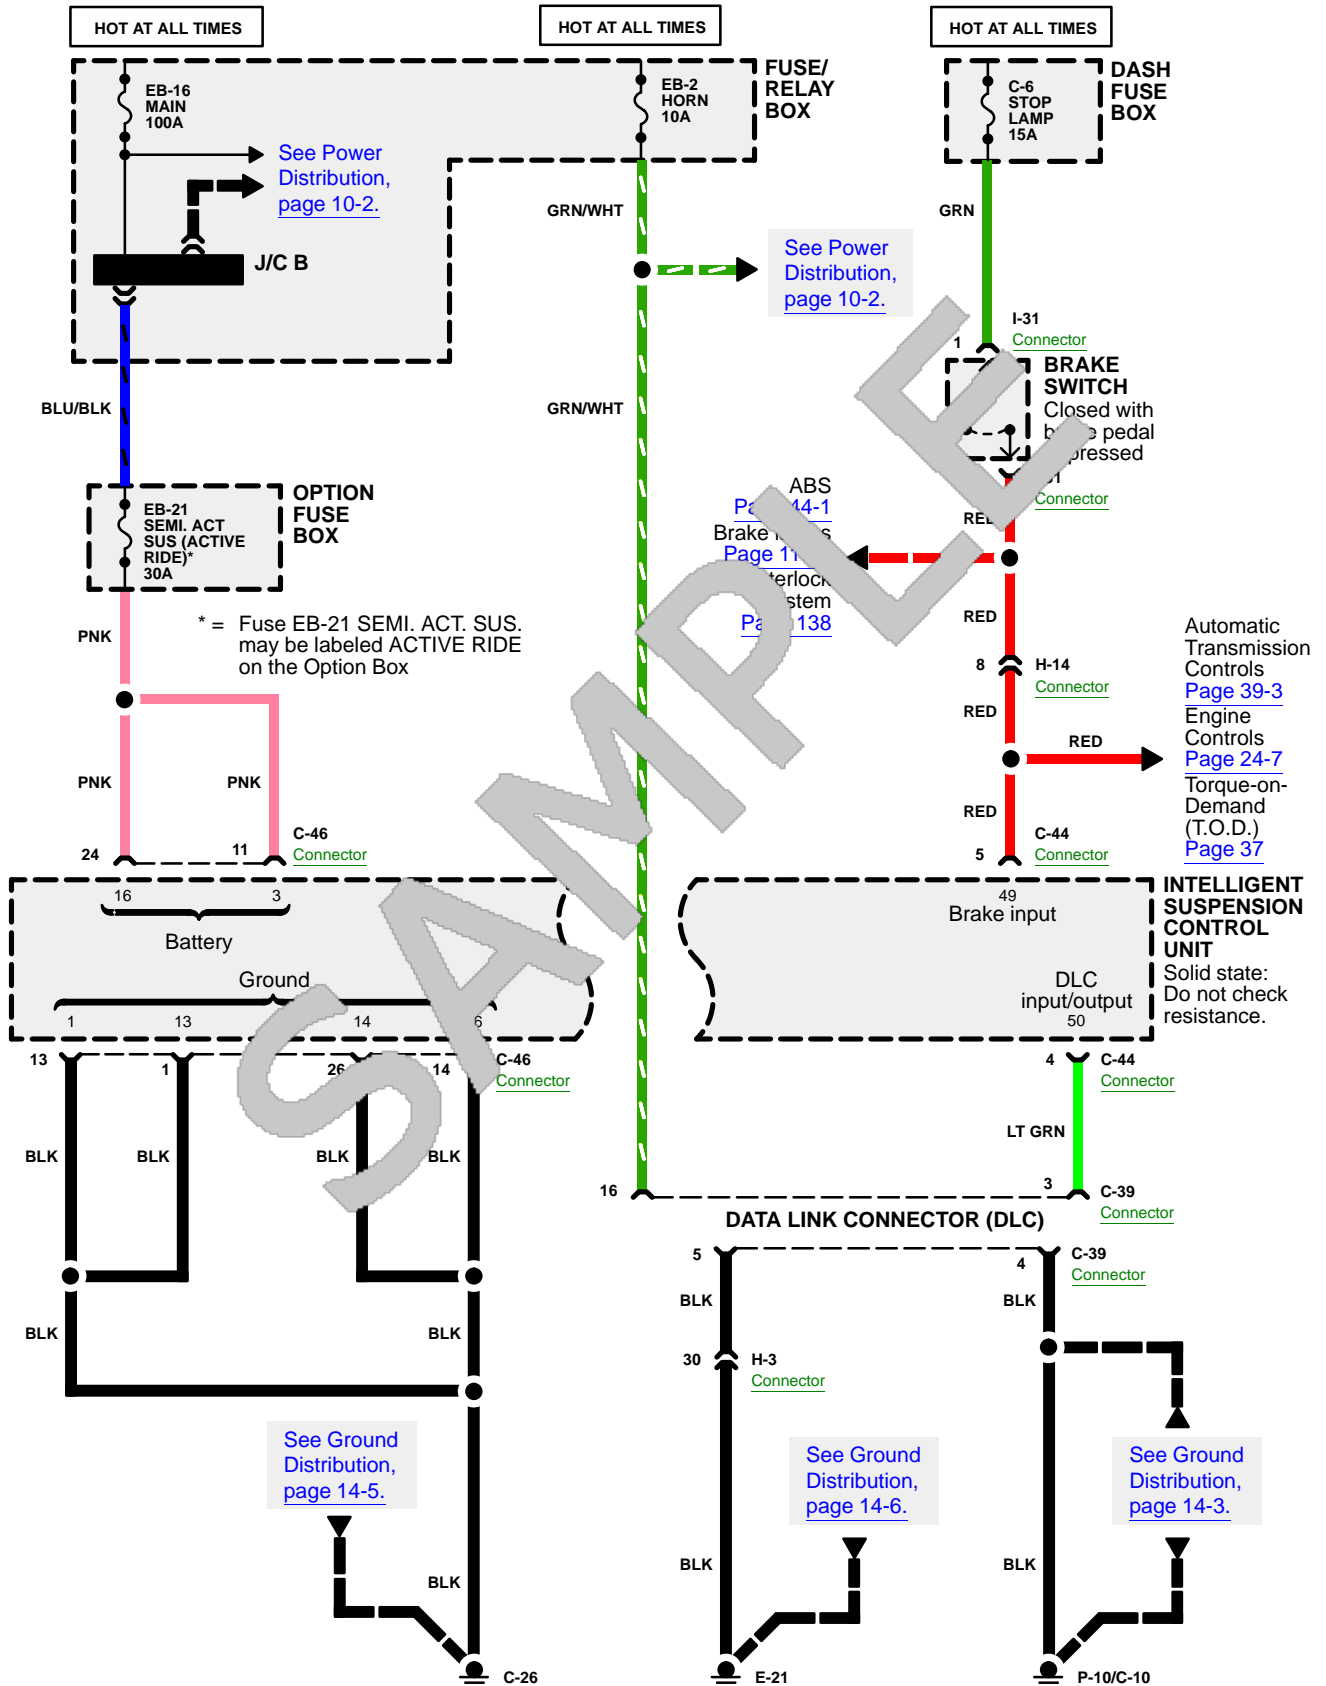 HOT AT ALL TIMES
HOT AT ALL TIMES
HOT AT ALL TIMES
EB-16
MAIN
100A
See Power
Distribution,
page 10-2.
J/C B
EB-2
HORN
10A
FUSE/
RELAY
BOX
C-6
STOP
LAMP
15A
DASH
FUSE
BOX
GRN/WHT
GRN
See Power
Distribution,
page 10-2.
I-31
Connector
1
BRAKE
SWITCH
Closed with
pedal
BLU/BLK
GRN/WHT
Connector
OPTION
FUSE
BOX
EB-21
SEMI. ACT
SUS (ACTIVE
RIDE)*
30A
ABS
44-1
Brake
Page
138
RED
PNK
* = Fuse EB-21 SEMI. ACT. SUS.
may be labeled ACTIVE RIDE
on the Option Box
RED
8
H-14
Connector
RED
RED
Automatic
Transmission
Controls
Page 39-3
Engine
Controls
Page 24-7
Torque-on-
Demand
(T.O.D.)
Page 37
PNK
PNK
RED
24
11
C-46
Connector
5
C-44
Connector
16
3
Battery
49
Brake input
INTELLIGENT
SUSPENSION
CONTROL
UNIT
Solid state:
Do not check
resistance.
Ground
DLC
input/output
50
1
13
14
13
1
26
14
C-46
Connector
4
C-44
Connector
LT GRN
BLK
BLK
BLK
BLK
16
3
C-39
Connector
DATA LINK CONNECTOR (DLC)
5
4
C-39
Connector
BLK
BLK
BLK
BLK
30
H-3
Connector
See Ground
Distribution,
page 14-5.
See Ground
Distribution,
page 14-6.
See Ground
Distribution,
page 14-3.
BLK
BLK
BLK
C-26
E-21
P-10/C-10
SAMPLE